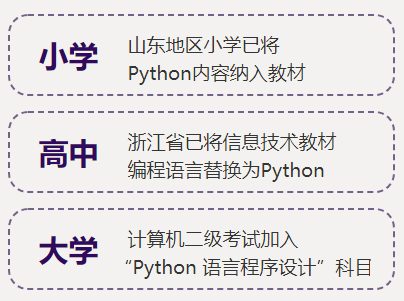 小学
山东地区小学已将
Python内容纳入教材
高中
浙江省已将信息技术教材
编程语言替换为Python
大学
计算机二级考试加入
“Python 语言程序设计”科目